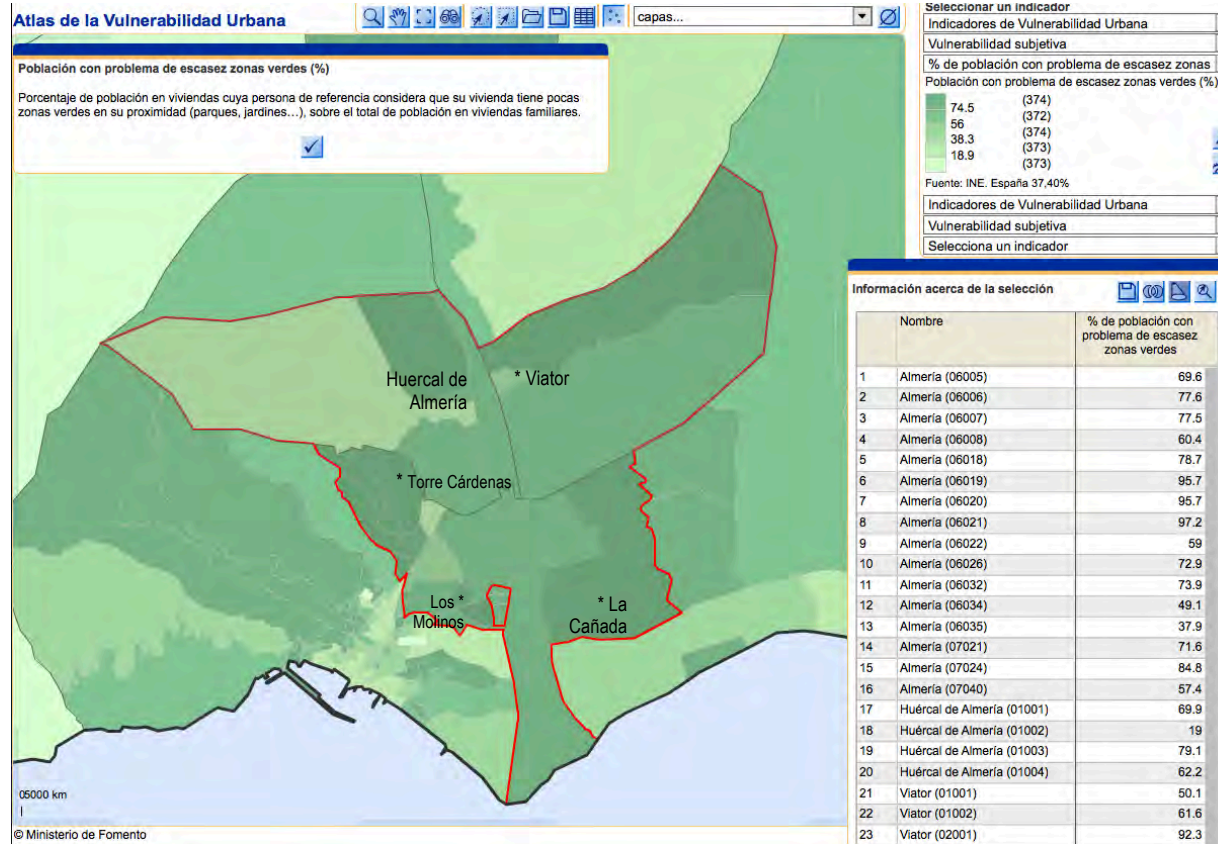 Atlas de la Vulnerabilidad Urbana
capas...
Población con problema de escasez zonas verdes (%)
Porcentaje de población en viviendas cuya persona de referencia considera que su vivienda tiene pocas
zonas verdes en su proximidad (parques, jardines...), sobre el total de población en viviendas familiares.
Huercal de
Almería
* Viator
* Torre Cárdenas
Los *
Molinos
* La
Cañada
05000 km
© Ministerio de Fomento
Seleccionar un indicador
Indicadores de Vulnerabilidad Urbana
Vulnerabilidad subjetiva
% de población con problema de escasez zonas
Población con problema de escasez zonas verdes (%)
(374)
74.5
(372)
56
(374)
38.3
(373)
18.9
(373)
Fuente: INE. España 37,40%
Indicadores de Vulnerabilidad Urbana
Vulnerabilidad subjetiva
Selecciona un indicador
Información acerca de la selección
Nombre
% de población con
problema de escasez
zonas verdes
1 Almería (06005) 69.6
2 Almería (06006) 77.6
3 Almería (06007) 77.5
4 Almería (06008) 60.4
5 Almería (06018) 78.7
6 Almería (06019) 95.7
7 Almería (06020) 95.7
8 Almería (06021) 97.2
9 Almería (06022) 59
10 Almería (06026) 72.9
11 Almería (06032) 73.9
12 Almería (06034) 49.1
13 Almería (06035) 37.9
14 Almería (07021) 71.6
15 Almería (07024) 84.8
16 Almería (07040) 57.4
17 Huércal de Almería (01001) 69.9
18 Huércal de Almería (01002) 19
19 Huércal de Almería (01003) 79.1
20 Huércal de Almería (01004) 62.2
21 Viator (01001) 50.1
22 Viator (01002) 61.6
23 Viator (02001) 92.3